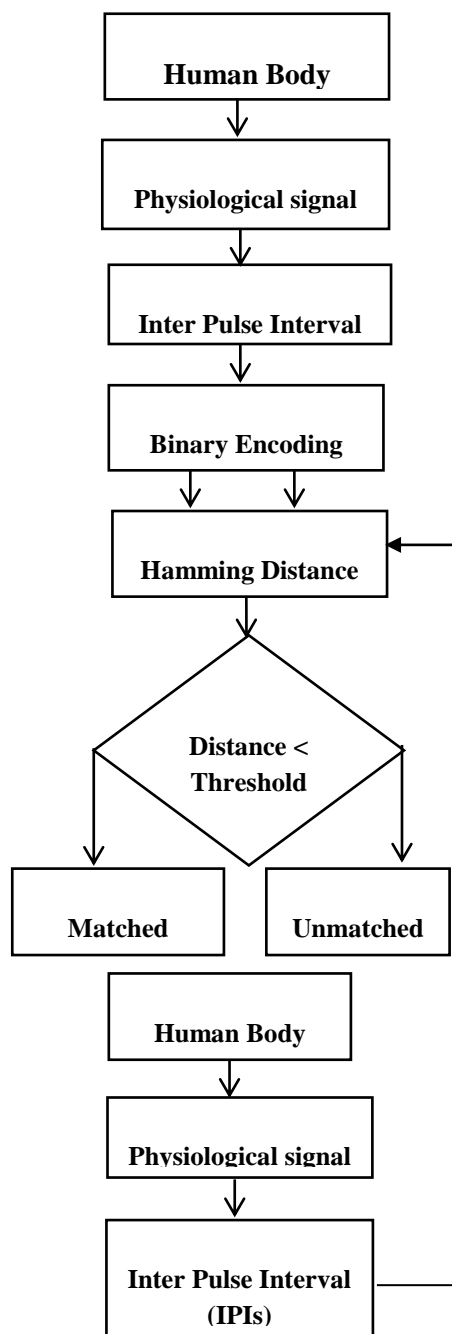 Human Body
Physiological signal
Inter Pulse Interval
Binary Encoding
Hamming Distance
Distance <
Threshold
Matched
Unmatched
Human Body
Physiological signal
Inter Pulse Interval
(IPIs)